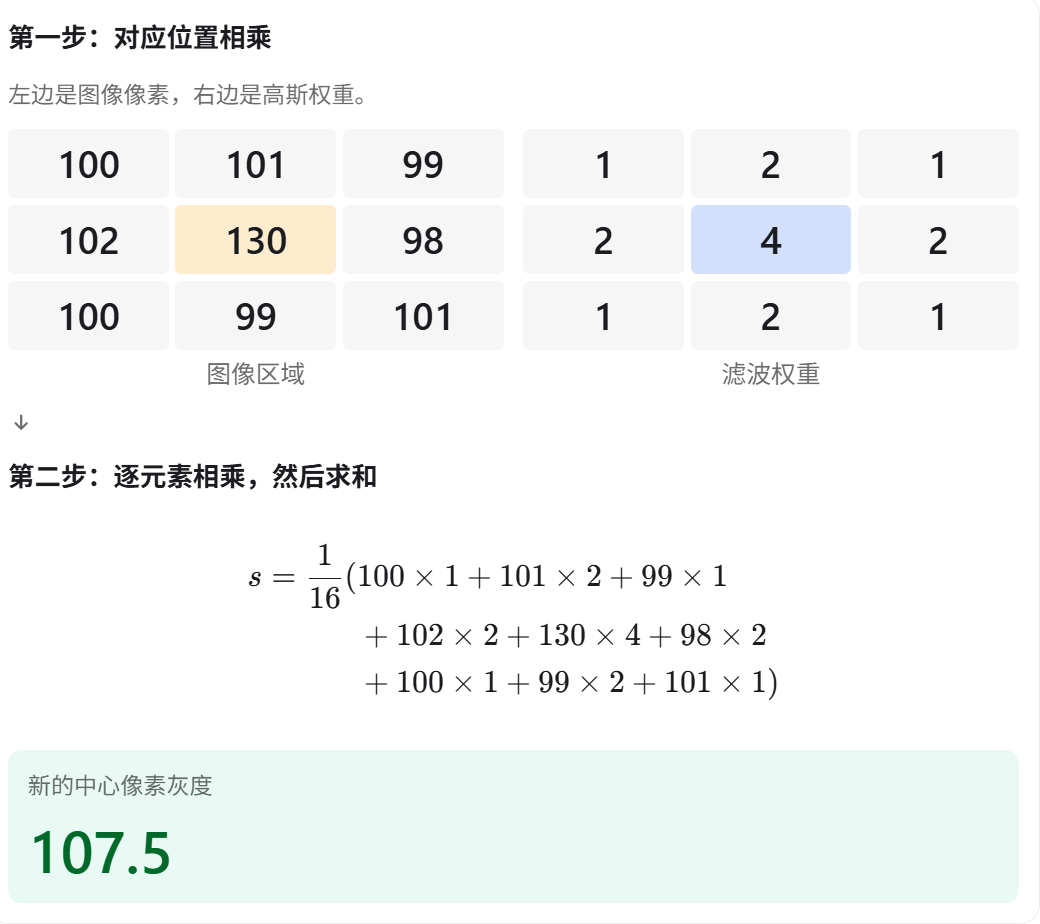 第一步：对应位置相乘
左边是图像像素，右边是高斯权重。
100 101 99 1 2 1
102 130 98 2 4 2
100 99 101 1 2 1
图像区域 滤波权重
↓
第二步：逐元素相乘，然后求和
s = 1/16 (100 × 1 + 101 × 2 + 99 × 1
+ 102 × 2 + 130 × 4 + 98 × 2
+ 100 × 1 + 99 × 2 + 101 × 1)
新的中心像素灰度
107.5